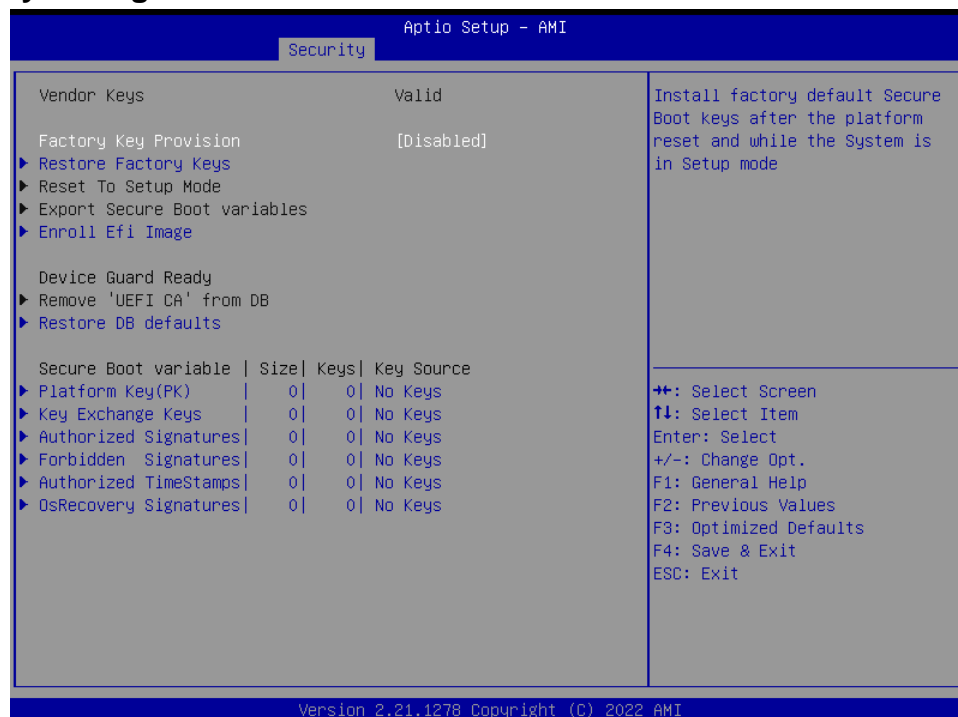 Aptio Setup – AMI
Security
Vendor Keys Valid
Factory Key Provision [Disabled]
Restore Factory Keys
Reset To Setup Mode
Export Secure Boot variables
Enroll Efi Image
Device Guard Ready
Remove 'UEFI CA' from DB
Restore DB defaults
Secure Boot variable | Size| Keys| Key Source
Platform Key(PK) | 0| 0| No Keys
Key Exchange Keys | 0| 0| No Keys
Authorized Signatures| 0| 0| No Keys
Forbidden Signatures| 0| 0| No Keys
Authorized TimeStamps| 0| 0| No Keys
OsRecovery Signatures| 0| 0| No Keys
Install factory default Secure
Boot keys after the platform
reset and while the System is
in Setup mode
→←: Select Screen
↑↓: Select Item
Enter: Select
+/-: Change Opt.
F1: General Help
F2: Previous Values
F3: Optimized Defaults
F4: Save & Exit
ESC: Exit
Version 2.21.1278 Copyright (C) 2022 AMI